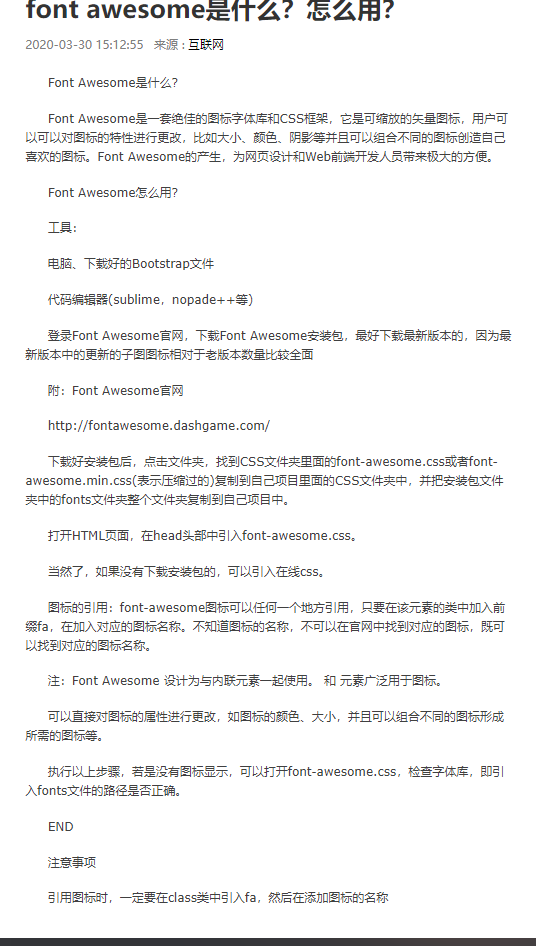 font awesome是什么？怎么用？
2020-03-30 15:12:55 来源 : 互联网
Font Awesome是什么?
Font Awesome是一套绝佳的图标字体库和CSS框架，它是可缩放的矢量图标，用户可
以可以对图标的特性进行更改，比如大小、颜色、阴影等并且可以组合不同的图标创造自己
喜欢的图标。Font Awesome的产生，为网页设计和Web前端开发人员带来极大的方便。
Font Awesome怎么用?
工具：
电脑、下载好的Bootstrap文件
代码编辑器(sublime，nopade++等)
登录Font Awesome官网，下载Font Awesome安装包，最好下载最新版本的，因为最
新版本中的更新的子图图标相对于老版本数量比较全面
附：Font Awesome官网
http://fontawesome.dashgame.com/
下载好安装包后，点击文件夹，找到CSS文件夹里面的font-awesome.css或者font-
awesome.min.css(表示压缩过的)复制到自己项目里面的CSS文件夹中，并把安装包文件
夹中的fonts文件夹整个文件夹复制到自己项目中。
打开HTML页面，在head头部中引入font-awesome.css。
当然了，如果没有下载安装包的，可以引入在线css。
图标的引用：font-awesome图标可以任何一个地方引用，只要在该元素的类中加入前
缀fa，在加入对应的图标名称。不知道图标的名称，不可以在官网中找到对应的图标，既可
以找到对应的图标名称。
注：Font Awesome 设计为与内联元素一起使用。 和 元素广泛用于图标。
可以直接对图标的属性进行更改，如图标的颜色、大小，并且可以组合不同的图标形成
所需的图标等。
执行以上步骤，若是没有图标显示，可以打开font-awesome.css，检查字体库，即引
入fonts文件的路径是否正确。
END
注意事项
引用图标时，一定要在class类中引入fa，然后在添加图标的名称